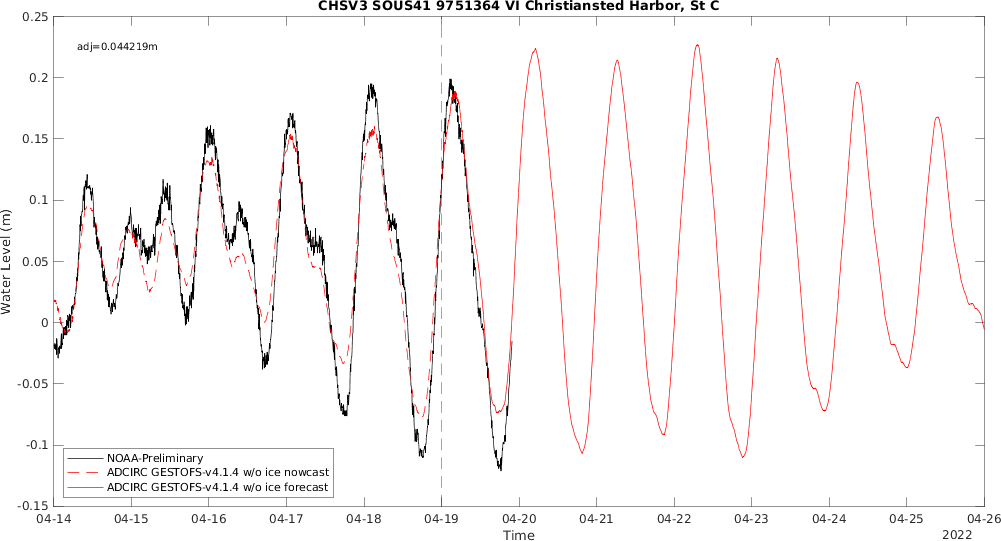 CHSV3 SOUS41 9751364 VI Christiansted Harbor, St C
adj=0.044219m
Water Level (m)
0.25
0.2
0.15
0.1
0.05
0
-0.05
-0.1
-0.15
NOAA-Preliminary
ADCIRC GESTOFS-v4.1.4 w/o ice nowcast
ADCIRC GESTOFS-v4.1.4 w/o ice forecast
04-14 04-15 04-16 04-17 04-18 04-19 04-20 04-21 04-22 04-23 04-24 04-25 04-26
Time
2022